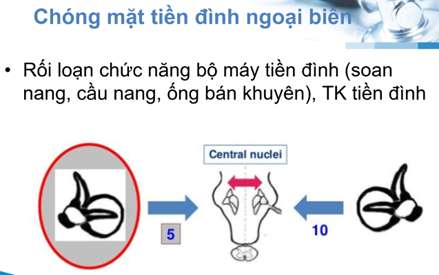 Chóng mặt tiền đình ngoại biên
• Rối loạn chức năng bộ máy tiền đình (soan
nang, cầu nang, ống bán khuyên), TK tiền đình
Central nuclei
5
10